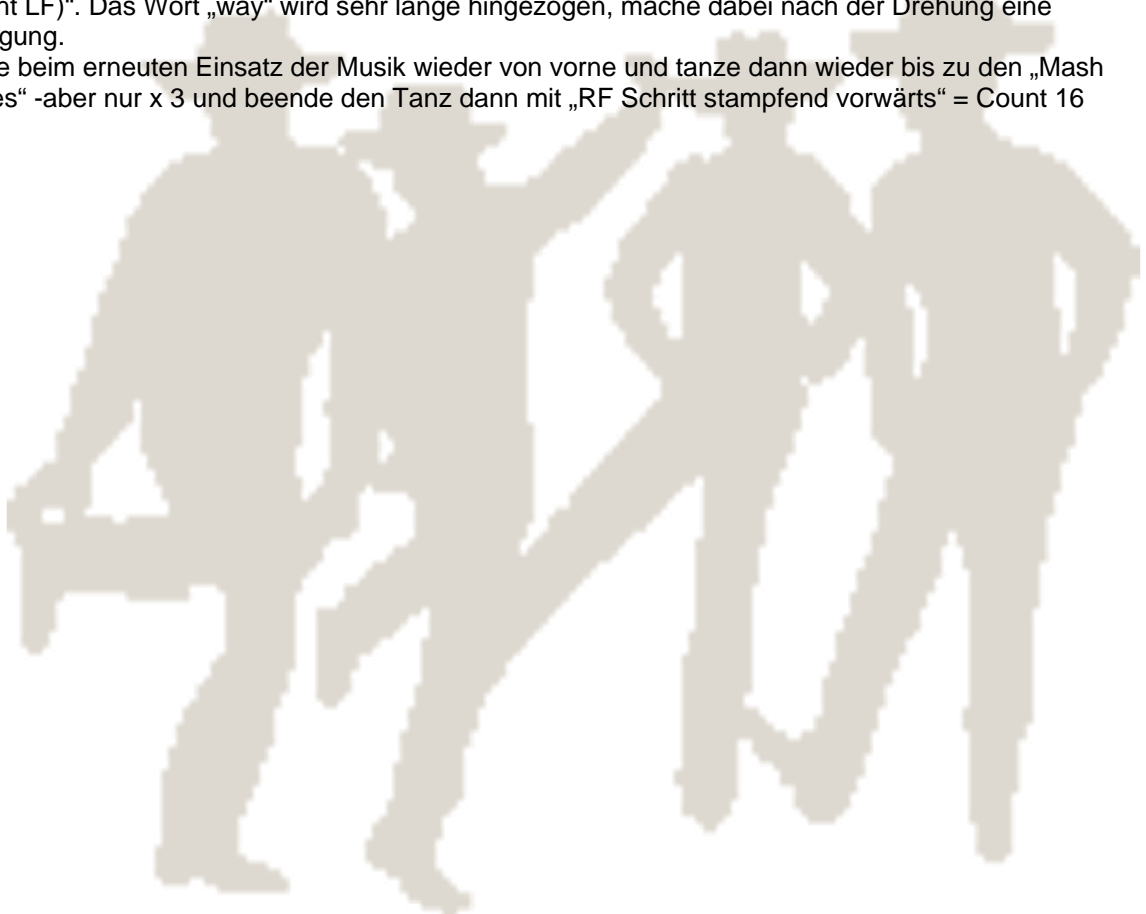 nt LF)“. Das Wort „way“ wird sehr lange hingezogen, mache dabei nach der Drehung eine
gung.
e beim erneuten Einsatz der Musik wieder von vorne und tanze dann wieder bis zu den „Mash
es“ -aber nur x 3 und beende den Tanz dann mit „RF Schritt stampfend vorwärts“ = Count 16